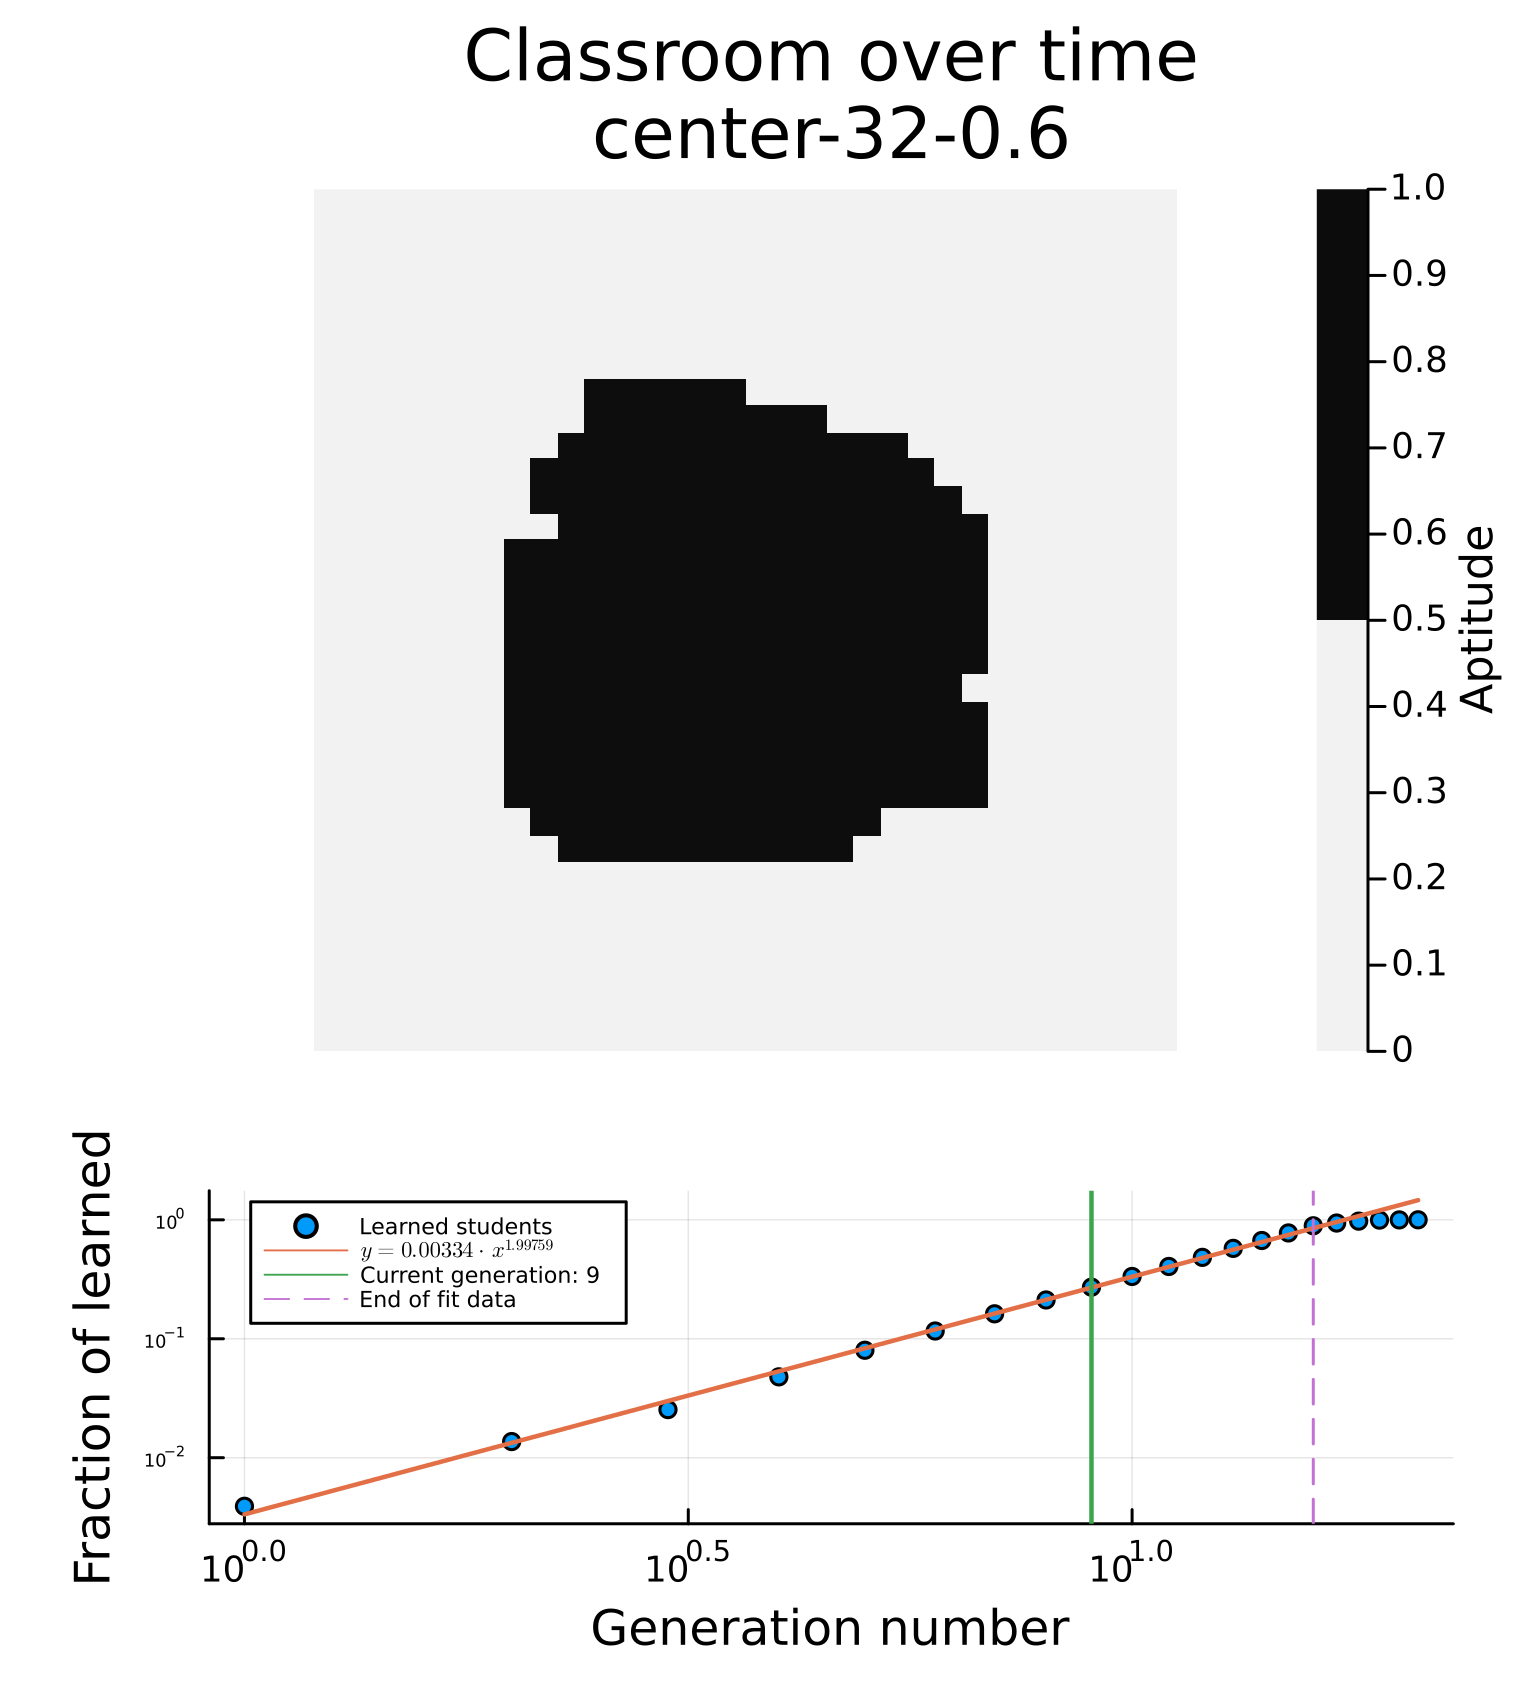 Classroom over time
center-32-0.6
1.0
0.9
0.8
0.7
0.6
0.5
0.4
0.3
0.2
0.1
0
Aptitude
Fraction of learned
10^0
10^−1
10^−2
Learned students
y = 0.00334 · x^1.99759
Current generation: 9
End of fit data
10^0.0
10^0.5
10^1.0
Generation number